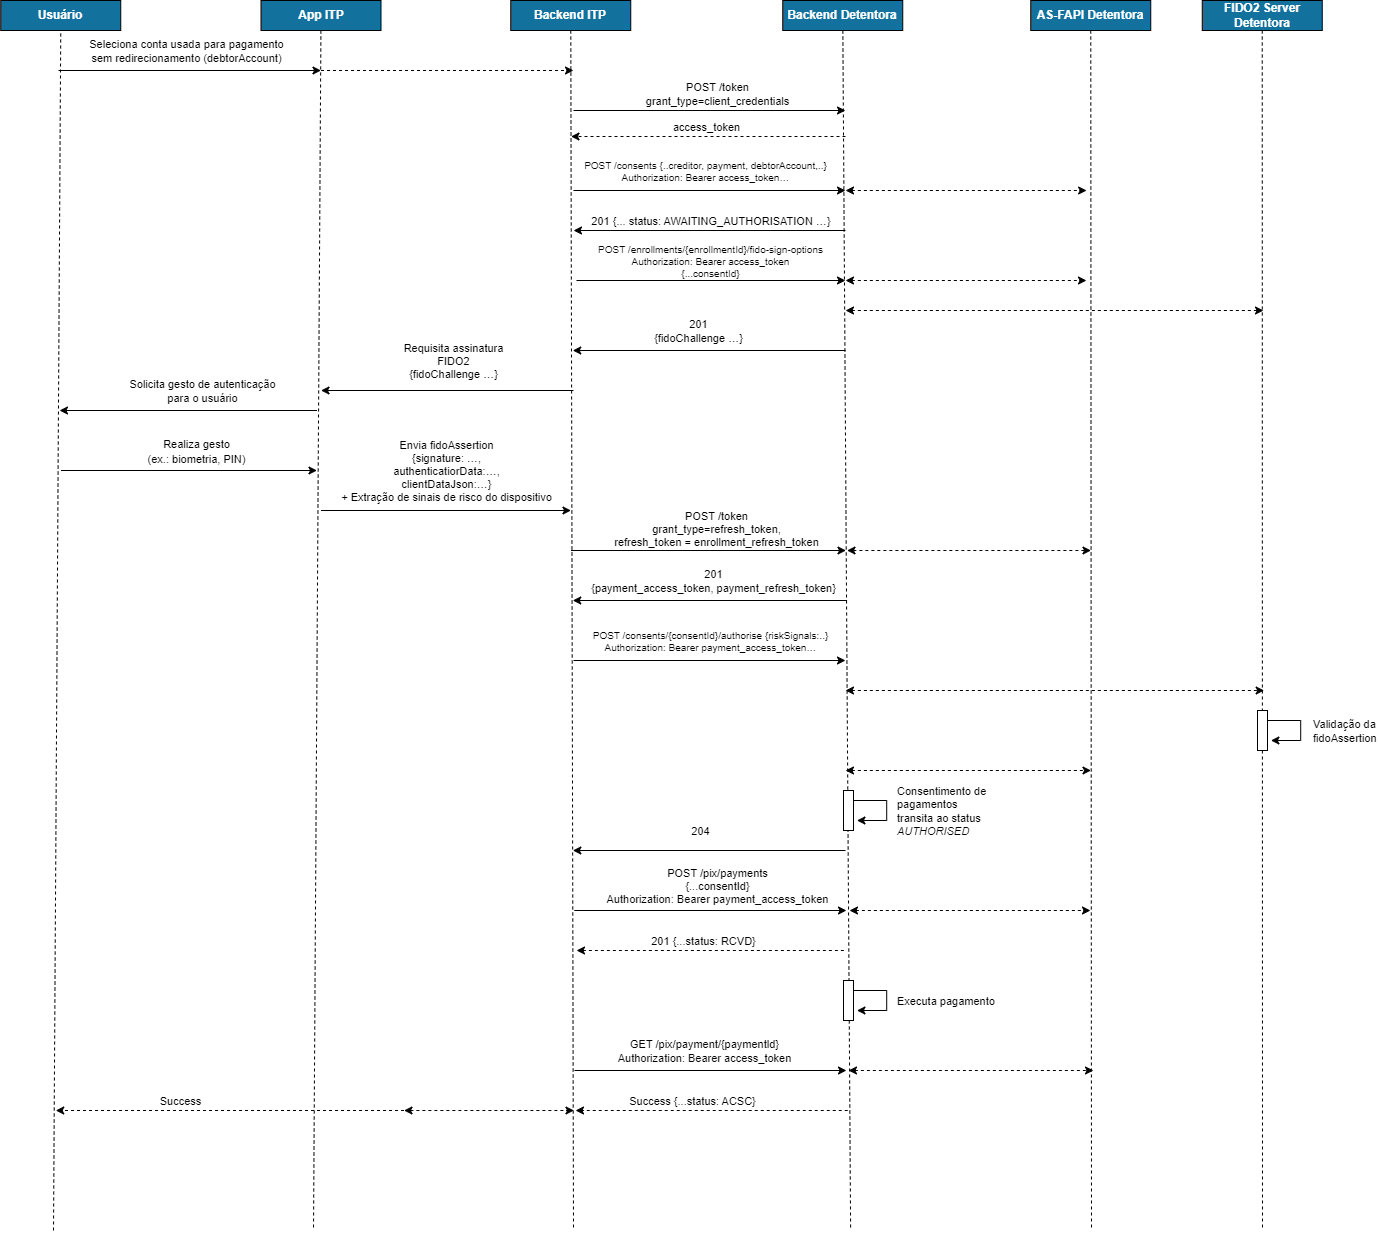 Usuário
App ITP
Backend ITP
Backend Detentora
AS-FAPI Detentora
FIDO2 Server
Detentora
Seleciona conta usada para pagamento
sem redirecionamento (debtorAccount)
POST /token
grant_type=client_credentials
access_token
POST /consents {..creditor, payment, debtorAccount,..}
Authorization: Bearer access_token...
201 {... status: AWAITING_AUTHORISATION ...}
POST /enrollments/{enrollmentId}/fido-sign-options
Authorization: Bearer access_token
{...consentId}
201
{fidoChallenge ...}
Requisita assinatura
FIDO2
{fidoChallenge ...}
Solicita gesto de autenticação
para o usuário
Realiza gesto
(ex.: biometria, PIN)
Envia fidoAssertion
{signature: ...,
authenticatiorData:...,
clientDataJson:...}
+ Extração de sinais de risco do dispositivo
POST /token
grant_type=refresh_token,
refresh_token = enrollment_refresh_token
201
{payment_access_token, payment_refresh_token}
POST /consents/{consentId}/authorise {riskSignals:..}
Authorization: Bearer payment_access_token...
Validação da
fidoAssertion
Consentimento de
pagamentos
transita ao status
AUTHORISED
204
POST /pix/payments
{...consentId}
Authorization: Bearer payment_access_token
201 {...status: RCVD}
Executa pagamento
GET /pix/payment/{paymentId}
Authorization: Bearer access_token
Success
Success {...status: ACSC}